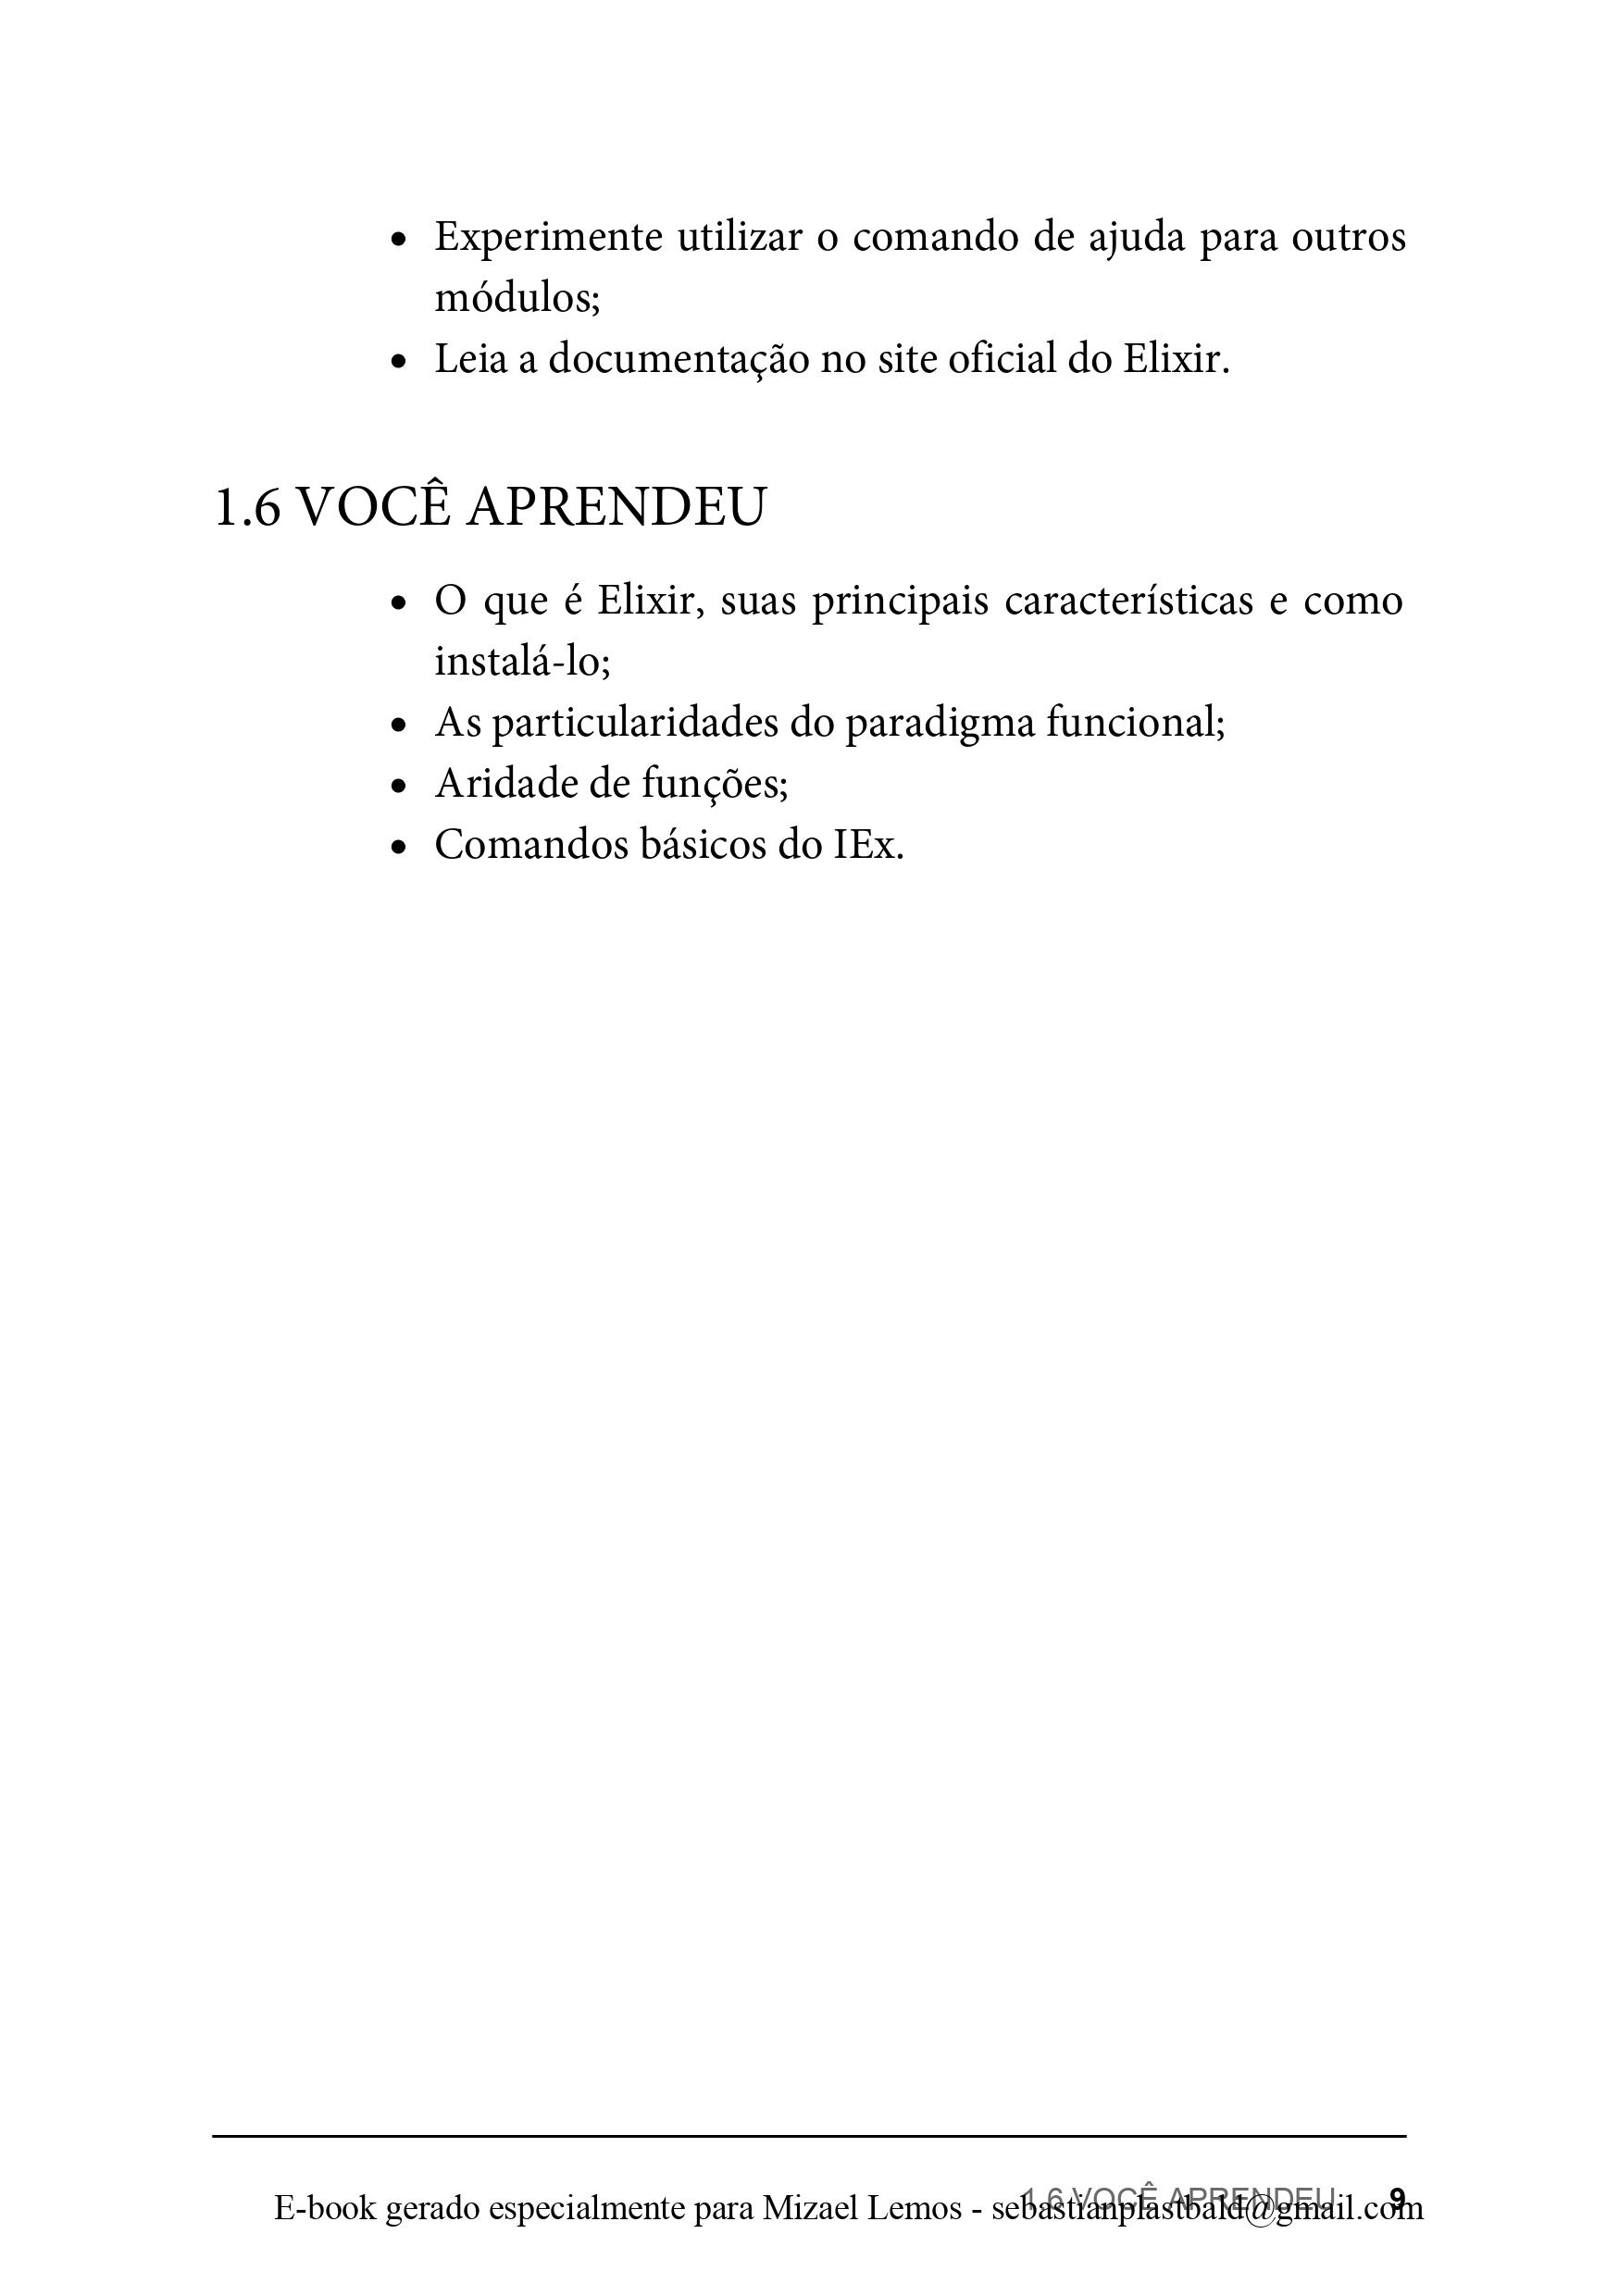 • Experimente utilizar o comando de ajuda para outros
módulos;
• Leia a documentação no site oficial do Elixir.
1.6 VOCÊ APRENDEU
• O que é Elixir, suas principais características e como
instalá-lo;
• As particularidades do paradigma funcional;
• Aridade de funções;
• Comandos básicos do IEx.
1.6 VOCÊ APRENDEU 9
E-book gerado especialmente para Mizael Lemos - sebastianplastbald@gmail.com